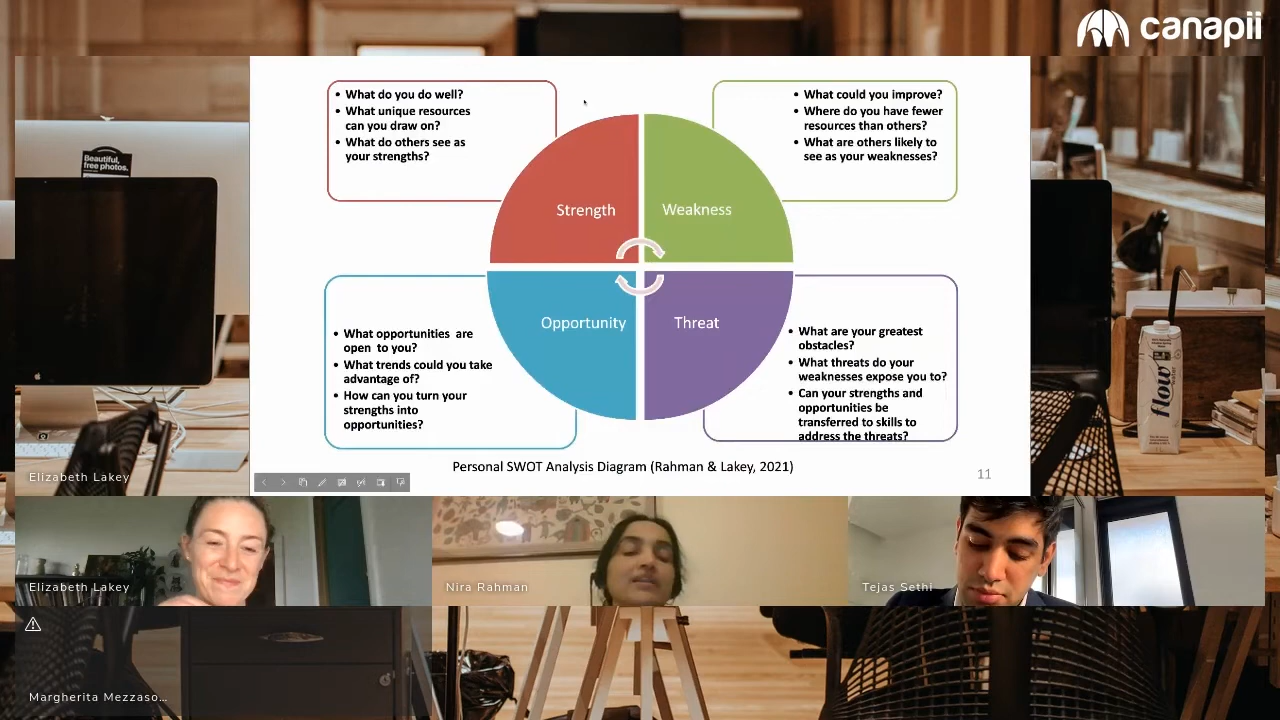 canapii
• What do you do well?
• What unique resources
can you draw on?
• What do others see as
your strengths?
• What could you improve?
• Where do you have fewer
resources than others?
• What are others likely to
see as your weaknesses?
Beautiful,
free photos.
Strength
Weakness
Opportunity
Threat
• What opportunities are
open to you?
• What trends could you take
advantage of?
• How can you turn your
strengths into
opportunities?
• What are your greatest
obstacles?
• What threats do your
weaknesses expose you to?
• Can your strengths and
opportunities be
transferred to skills to
address the threats?
flow
Personal SWOT Analysis Diagram (Rahman & Lakey, 2021)
11
Elizabeth Lakey
Elizabeth Lakey
Nira Rahman
Tejas Sethi
Margherita Mezzaso...